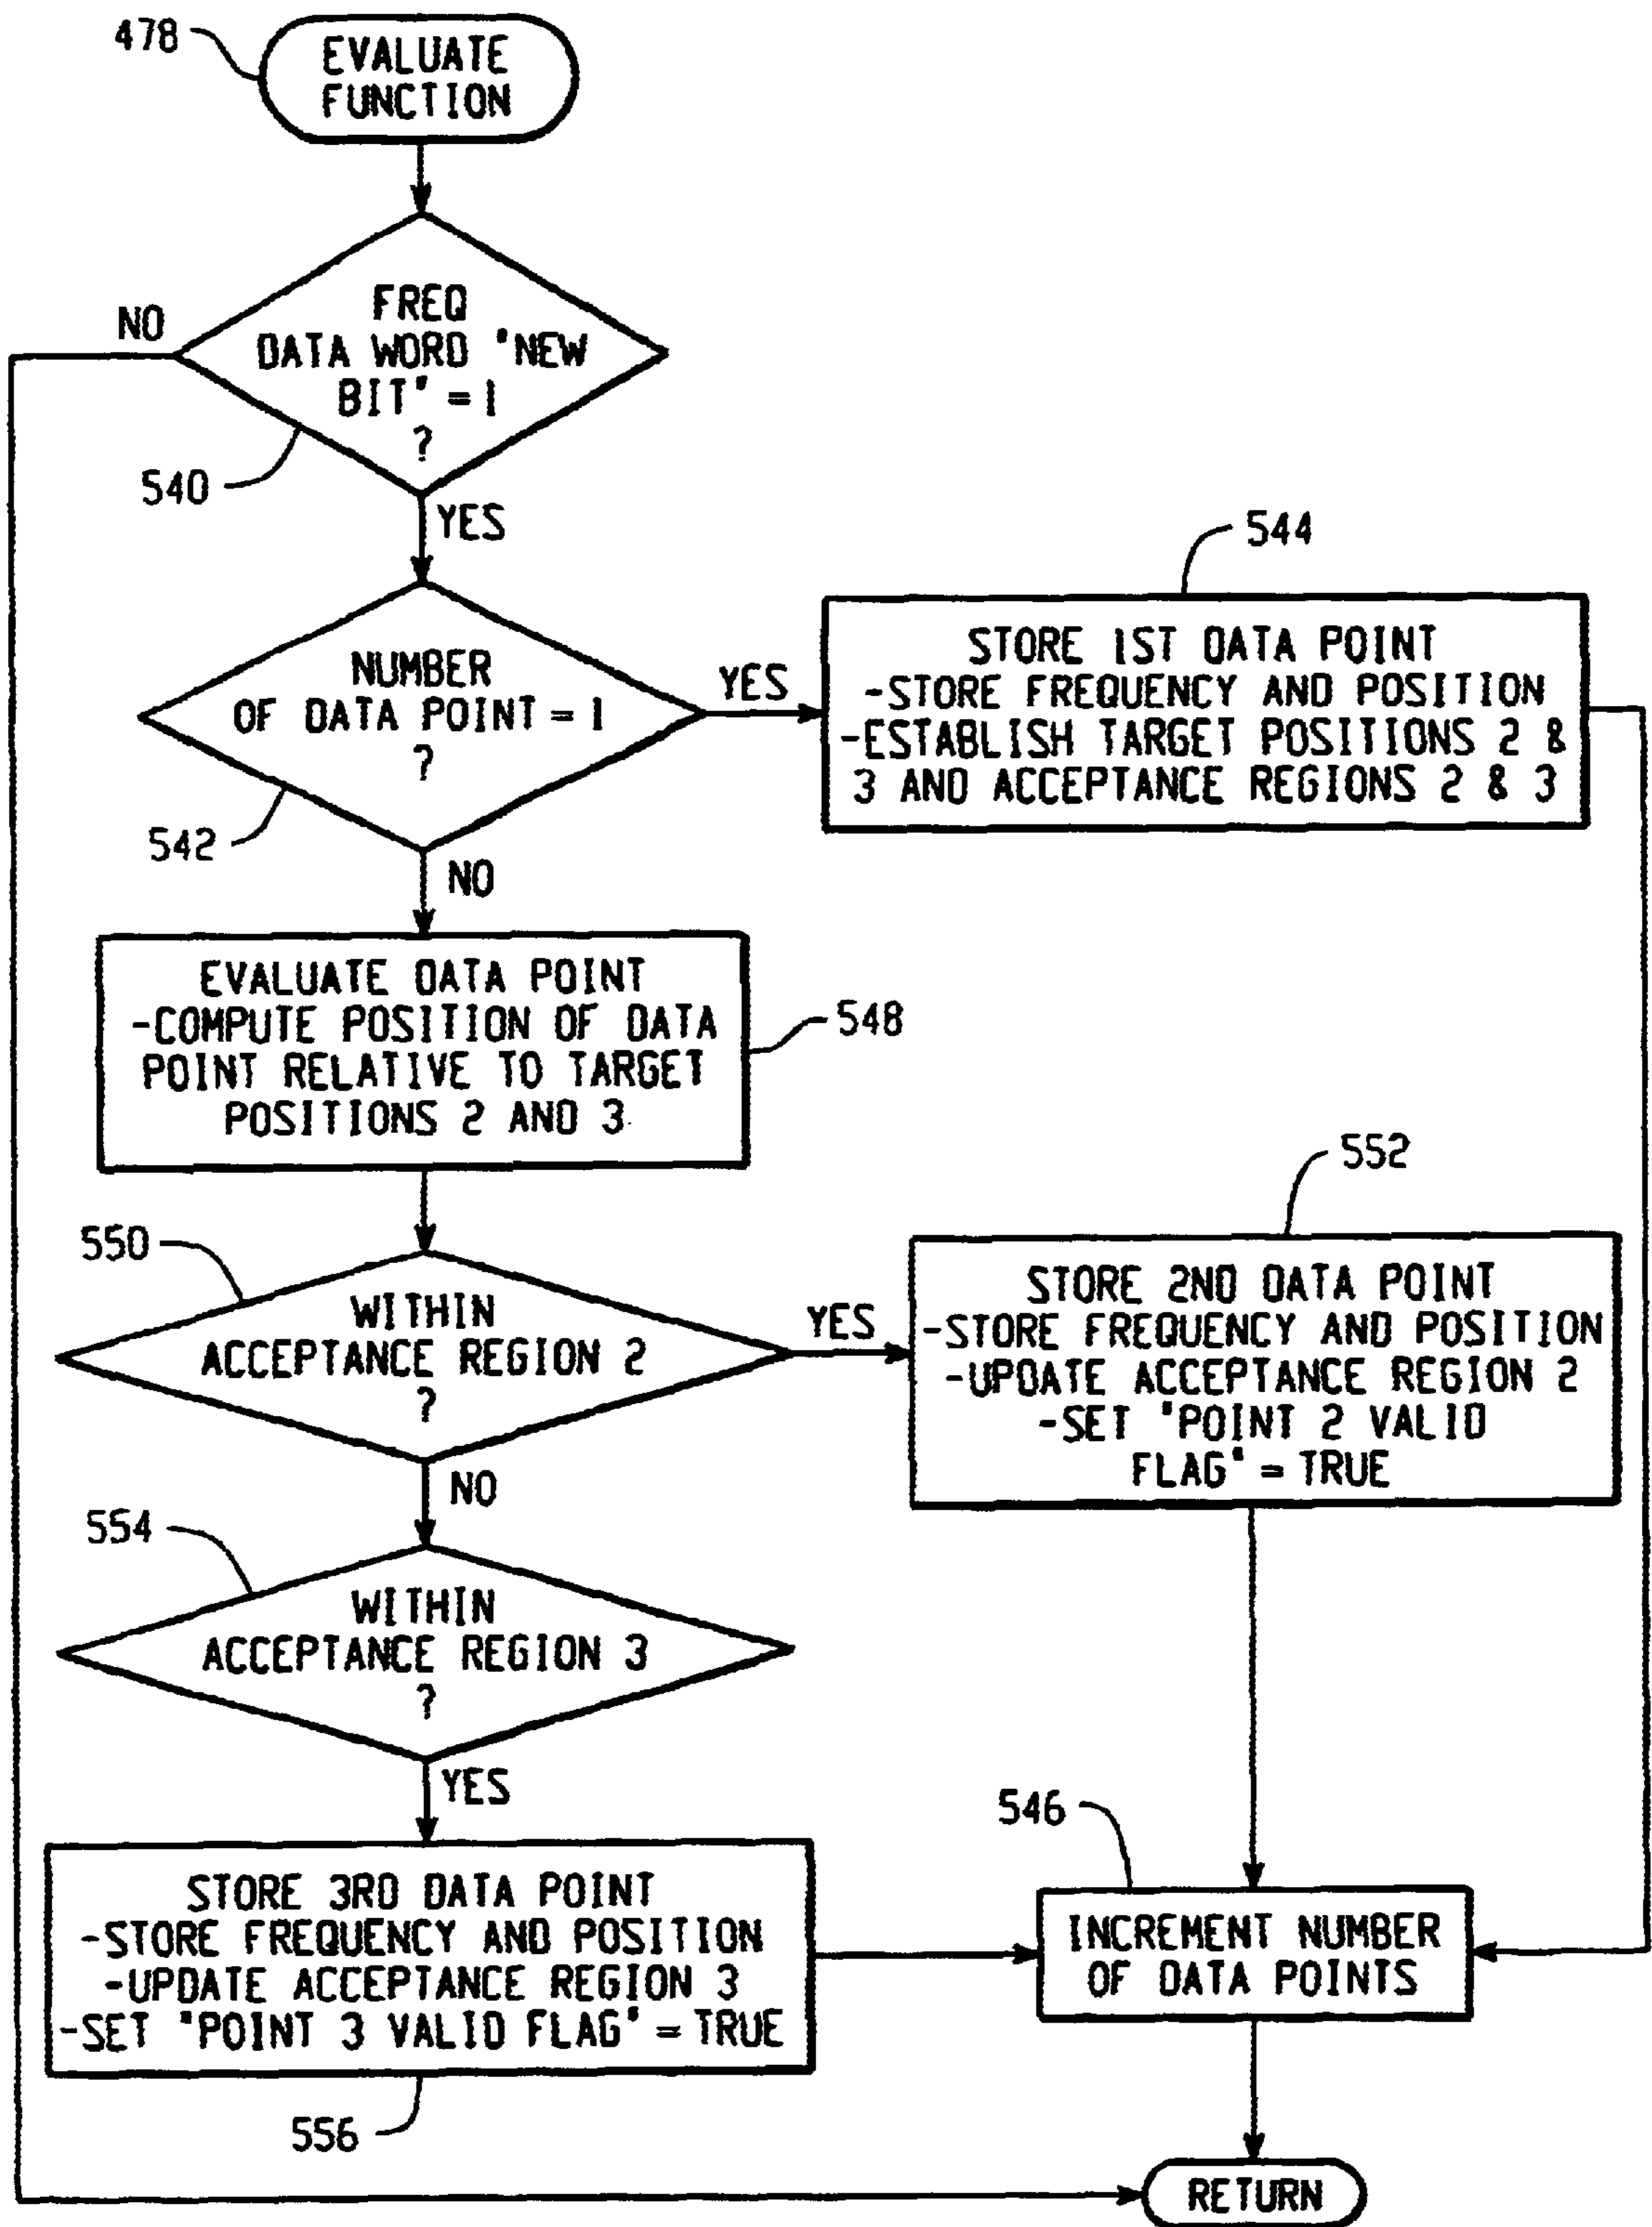 478
EVALUATE
FUNCTION
NO
FREQ
DATA WORD "NEW
BIT" = 1
?
540
YES
544
NUMBER
OF DATA POINT = 1
?
YES
542
NO
STORE 1ST DATA POINT
-STORE FREQUENCY AND POSITION
-ESTABLISH TARGET POSITIONS 2 &
3 AND ACCEPTANCE REGIONS 2 & 3
EVALUATE DATA POINT
-COMPUTE POSITION OF DATA
POINT RELATIVE TO TARGET
POSITIONS 2 AND 3
548
552
550
WITHIN
ACCEPTANCE REGION 2
?
YES
NO
STORE 2ND DATA POINT
-STORE FREQUENCY AND POSITION
-UPDATE ACCEPTANCE REGION 2
-SET "POINT 2 VALID
FLAG" = TRUE
554
WITHIN
ACCEPTANCE REGION 3
?
YES
546
STORE 3RD DATA POINT
-STORE FREQUENCY AND POSITION
-UPDATE ACCEPTANCE REGION 3
-SET "POINT 3 VALID FLAG" = TRUE
556
INCREMENT NUMBER
OF DATA POINTS
RETURN